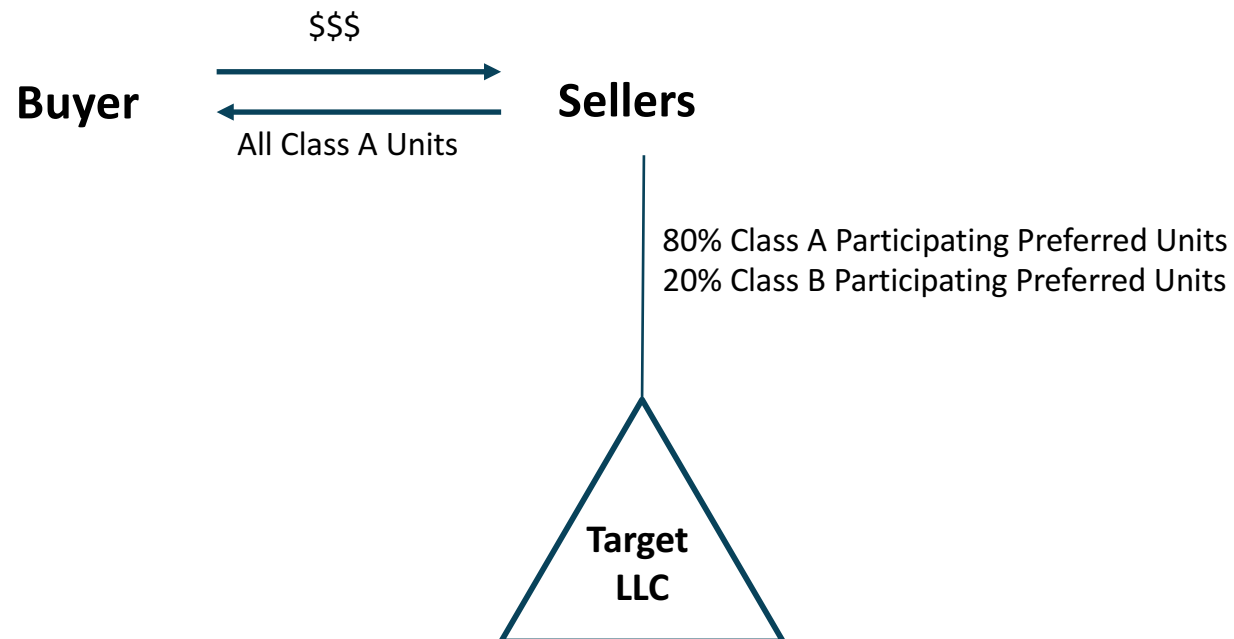 $$$
Buyer
Sellers
All Class A Units
80% Class A Participating Preferred Units
20% Class B Participating Preferred Units
Target
LLC